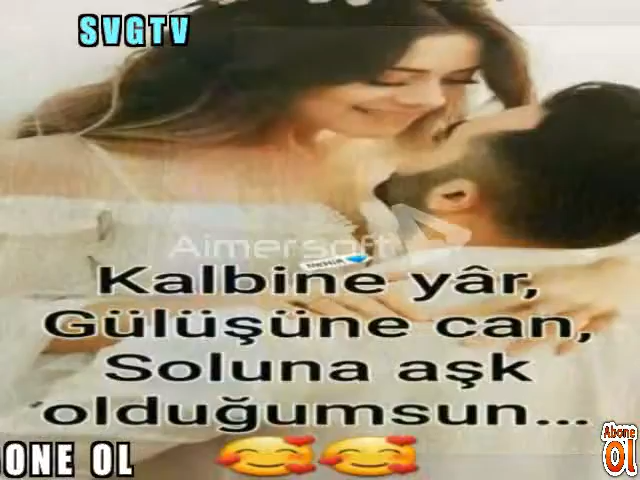 SVGTV
Aimersoft
Kalbine yâr,
Gülüşüne can,
Soluna aşk
olduğumsun...
ONE OL
Abone
Ol